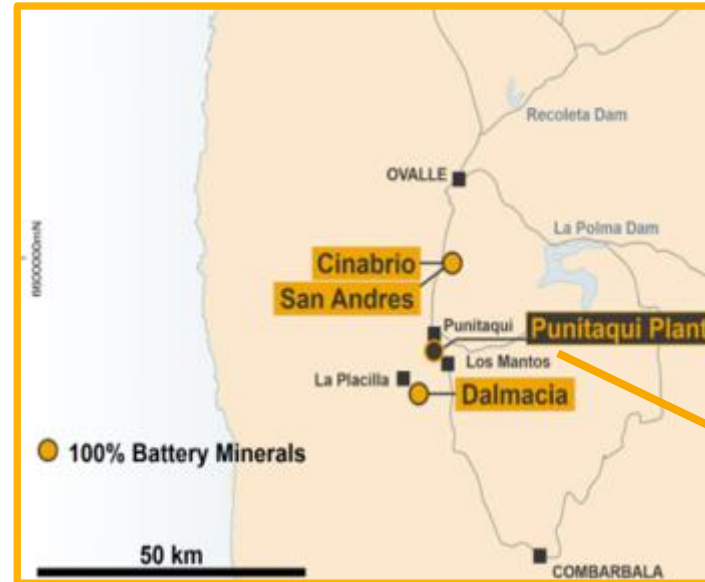 Recoleta Dam
OVALLE
La Polma Dam
6600000mN
Cinabrio
San Andres
Punitaqui
Punitaqui Plant
Los Mantos
La Placilla
Dalmacia
100% Battery Minerals
50 km
COMBARBALA